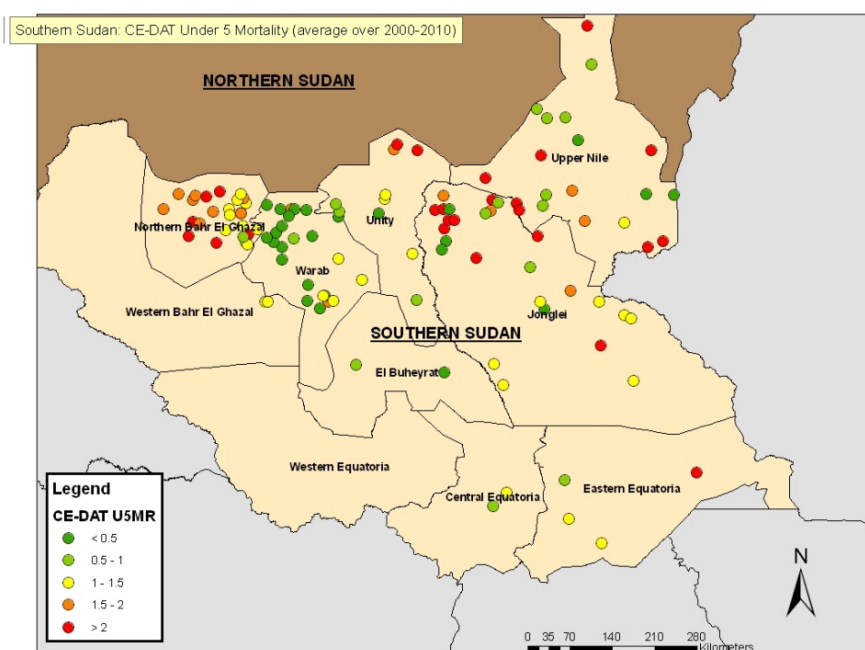 Southern Sudan: CE-DAT Under 5 Mortality (average over 2000-2010)
NORTHERN SUDAN
Upper Nile
Northern Bahr El Ghazal
Unity
Warab
Western Bahr El Ghazal
Jonglei
SOUTHERN SUDAN
El Buheyrat
Western Equatoria
Eastern Equatoria
Central Equatoria
Legend
CE-DAT U5MR
< 0.5
0.5 - 1
1 - 1.5
1.5 - 2
> 2
N
0 35 70 140 210 280
Kilometers